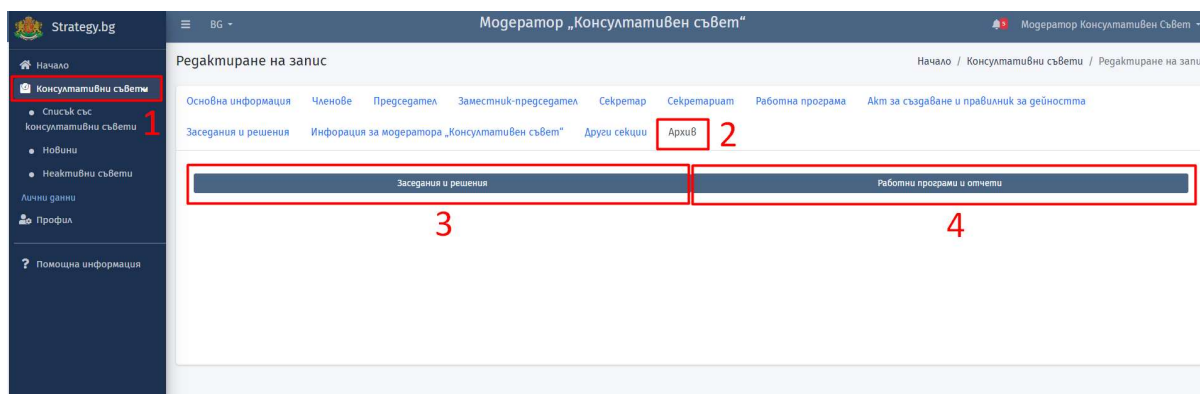 Strategy.bg
BG
Модератор „Консултативен съвет“
5
Модератор Консултативен Съвет
Начало
Консултативни съвети
1
Списък със
консултативни съвети
Новини
Неактивни съвети
Лични данни
Профил
? Помощна информация
Редактиране на запис
Начало / Консултативни съвети / Редактиране на запи
Основна информация Членове Председател Заместник-председател Секретар Секретариат Работна програма Акт за създаване и правилник за дейността
Заседания и решения Инфорация за модератора „Консултативен съвет“ Други секции Архив 2
Заседания и решения Работни програми и отчети
3 4